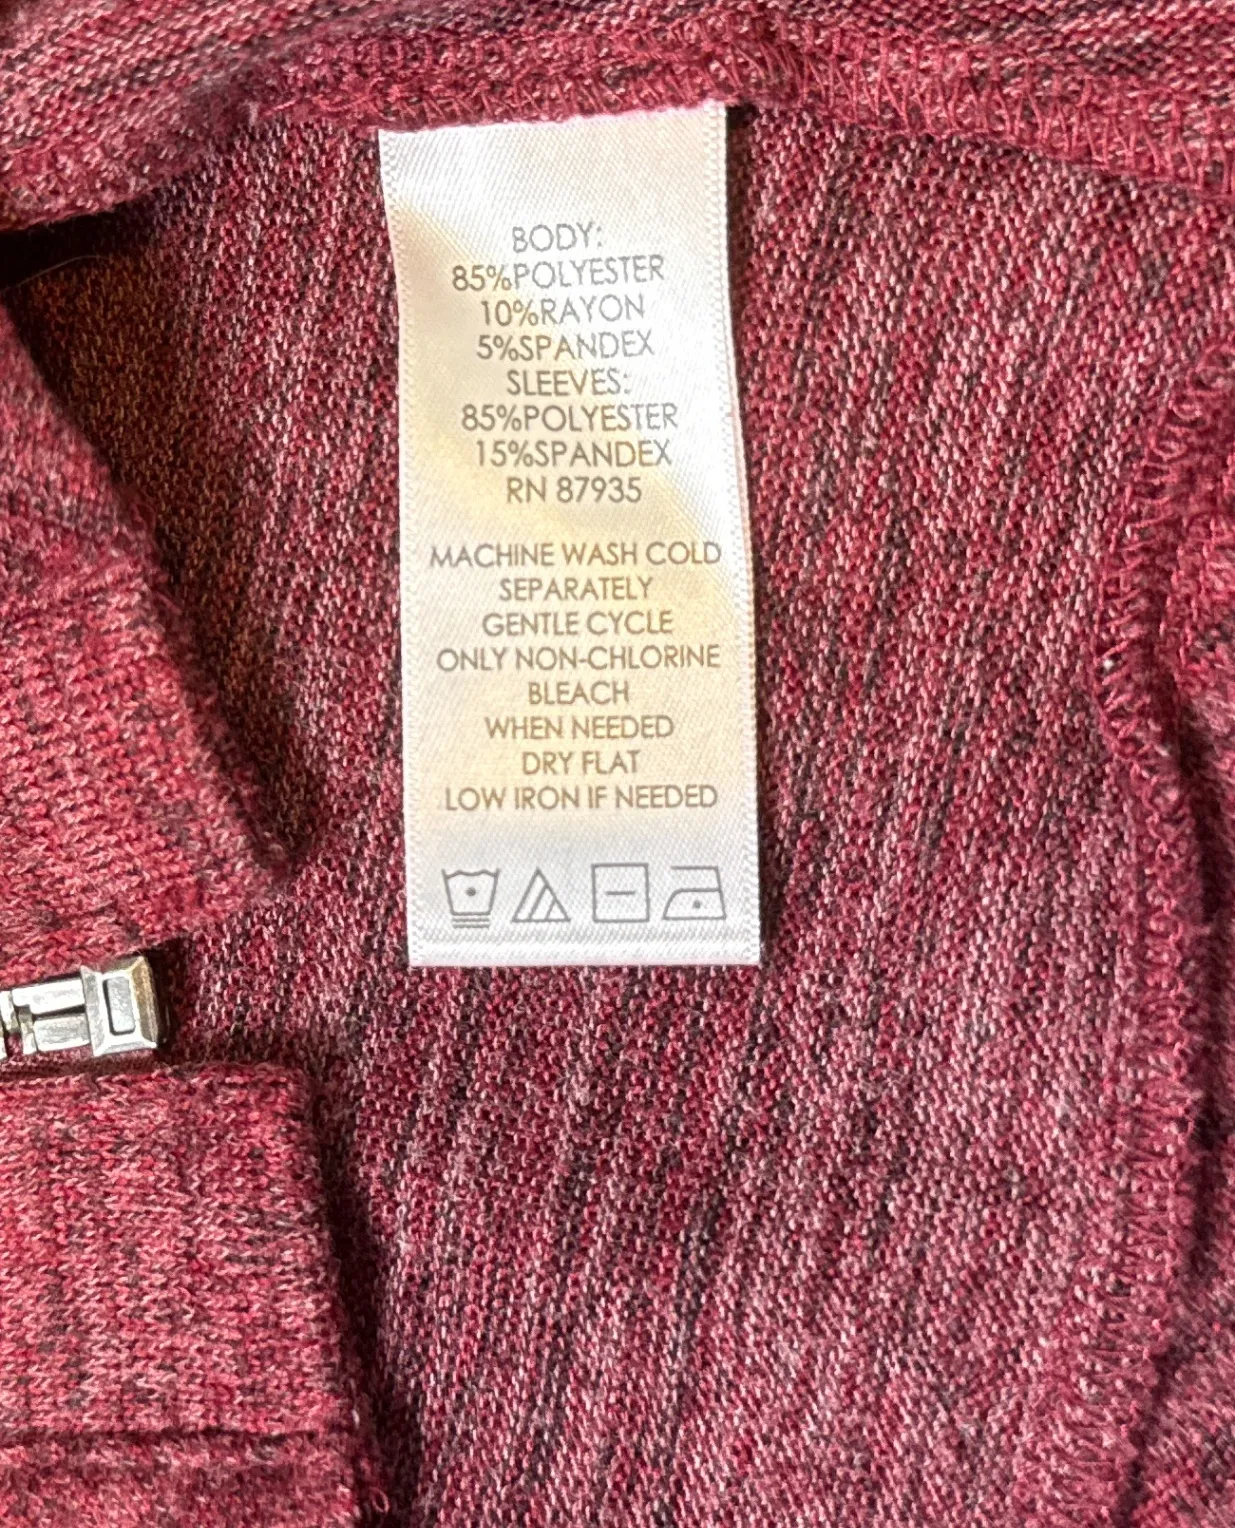 BODY:
85%POLYESTER
10%RAYON
5%SPANDEX
SLEEVES:
85%POLYESTER
15%SPANDEX
RN 87935
MACHINE WASH COLD
SEPARATELY
GENTLE CYCLE
ONLY NON-CHLORINE
BLEACH
WHEN NEEDED
DRY FLAT
LOW IRON IF NEEDED